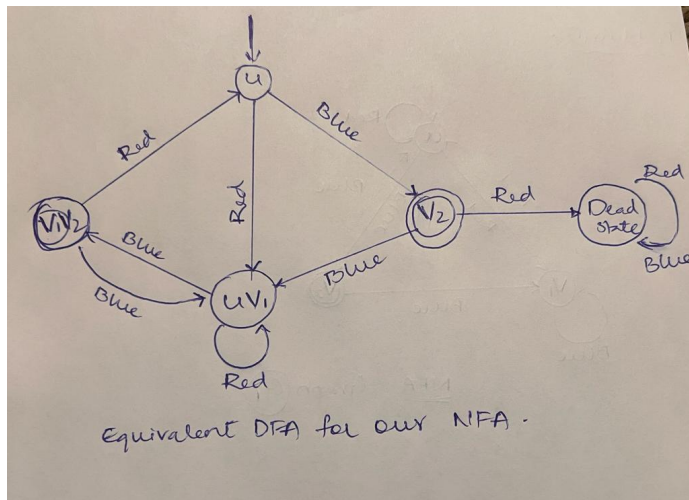 u
Red
Blue
Red
V₂
Red
Dead
state
Red
Blue
V₁V₂
Blue
Blue
Blue
uV₁
Red
Equivalent DFA for our NFA.